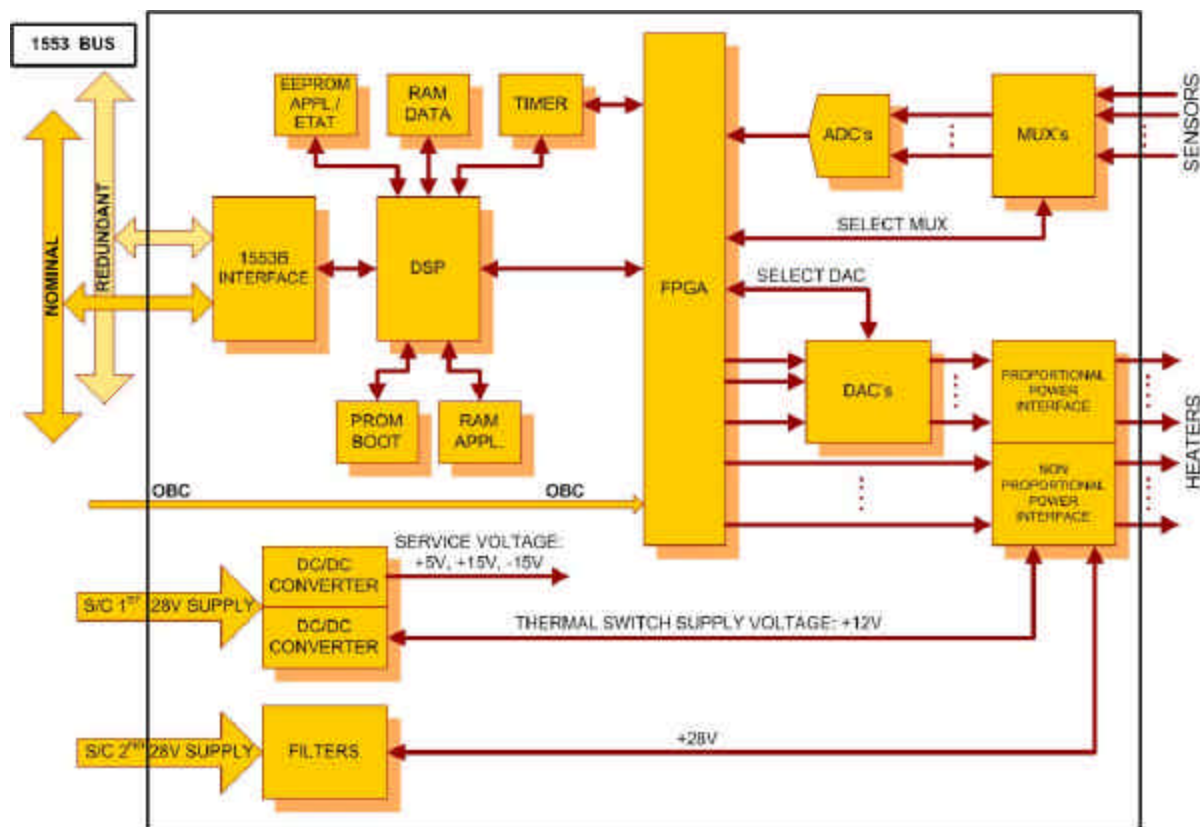 1553 BUS
NOMINAL
REDUNDANT
EEPROM
APPL./
ETAT
RAM
DATA
TIMER
1553B
INTERFACE
DSP
PROM
BOOT
RAM
APPL.
FPGA
ADC's
MUX's
SENSORS
SELECT MUX
SELECT DAC
DAC's
PROPORTIONAL
POWER
INTERFACE
NON
PROPORTIONAL
POWER
INTERFACE
HEATERS
OBC
OBC
SERVICE VOLTAGE:
+5V, +15V, -15V
S/C 1ST 28V SUPPLY
DC/DC
CONVERTER
DC/DC
CONVERTER
THERMAL SWITCH SUPPLY VOLTAGE: +12V
S/C 2ND 28V SUPPLY
FILTERS
+28V